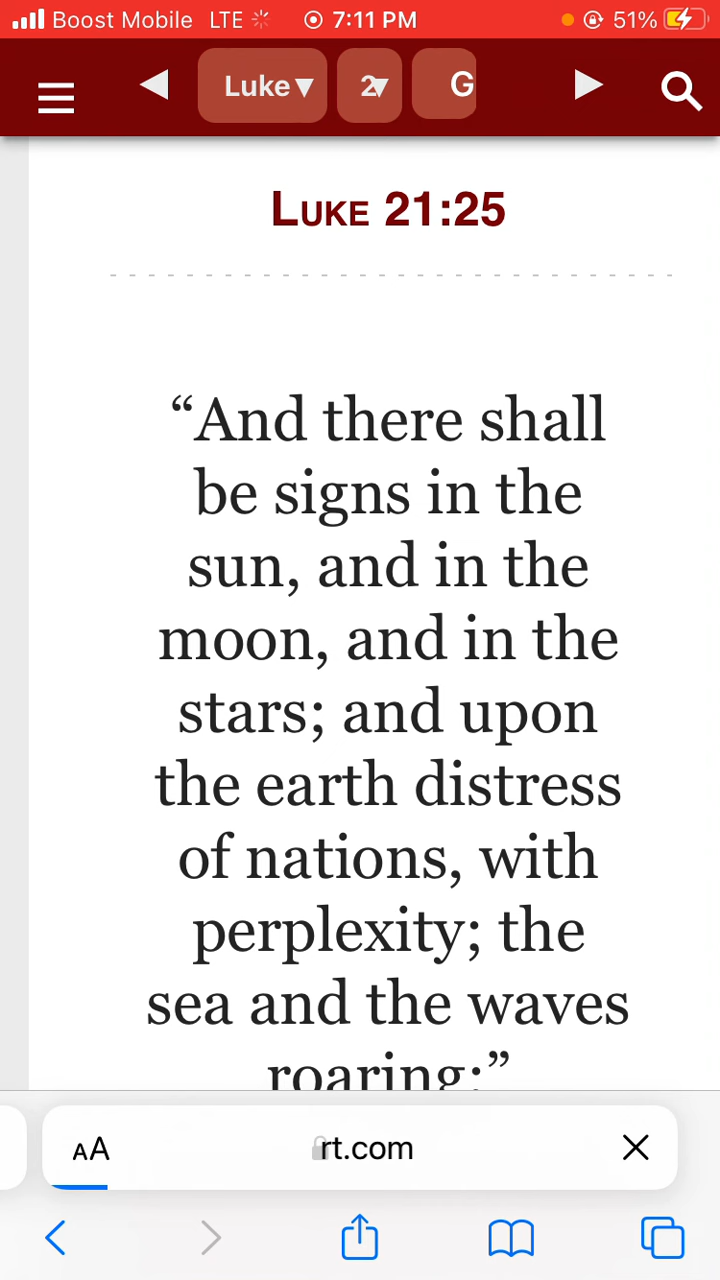 Boost Mobile LTE 7:11 PM 51%
Luke▼ 2▼ G
LUKE 21:25
“And there shall
be signs in the
sun, and in the
moon, and in the
stars; and upon
the earth distress
of nations, with
perplexity; the
sea and the waves
roaring;”
AA rt.com